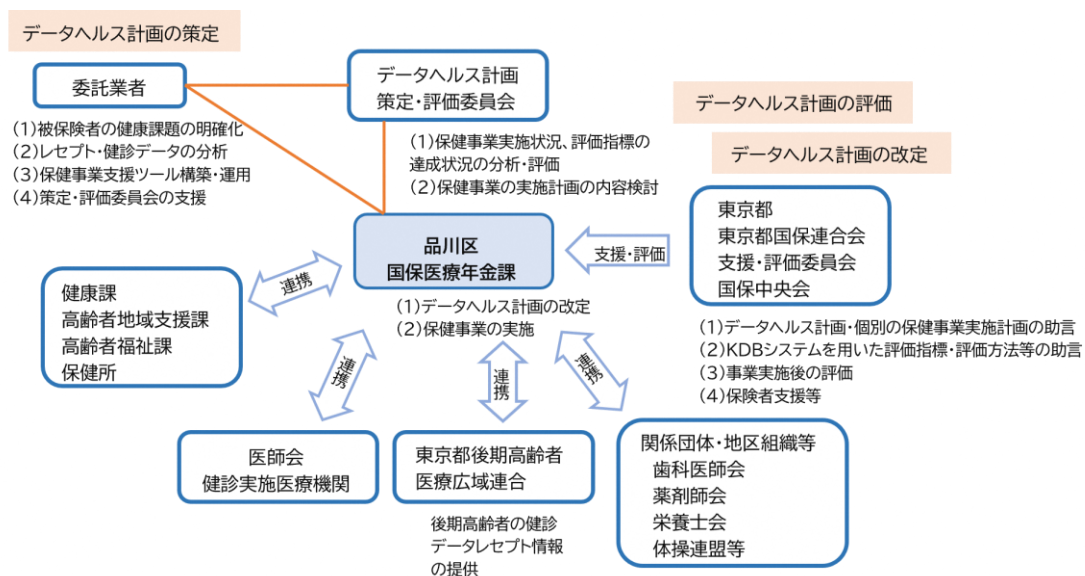 データヘルス計画の策定
委託業者
(1)被保険者の健康課題の明確化
(2)レセプト・健診データの分析
(3)保健事業支援ツール構築・運用
(4)策定・評価委員会の支援
データヘルス計画
策定・評価委員会
(1)保健事業実施状況、評価指標の
達成状況の分析・評価
(2)保健事業の実施計画の内容検討
データヘルス計画の評価
データヘルス計画の改定
東京都
東京都国保連合会
支援・評価委員会
国保中央会
支援・評価
(1)データヘルス計画・個別の保健事業実施計画の助言
(2)KDBシステムを用いた評価指標・評価方法等の助言
(3)事業実施後の評価
(4)保険者支援等
品川区
国保医療年金課
(1)データヘルス計画の改定
(2)保健事業の実施
連携
健康課
高齢者地域支援課
高齢者福祉課
保健所
連携
医師会
健診実施医療機関
連携
東京都後期高齢者
医療広域連合
後期高齢者の健診
データレセプト情報
の提供
連携
関係団体・地区組織等
歯科医師会
薬剤師会
栄養士会
体操連盟等